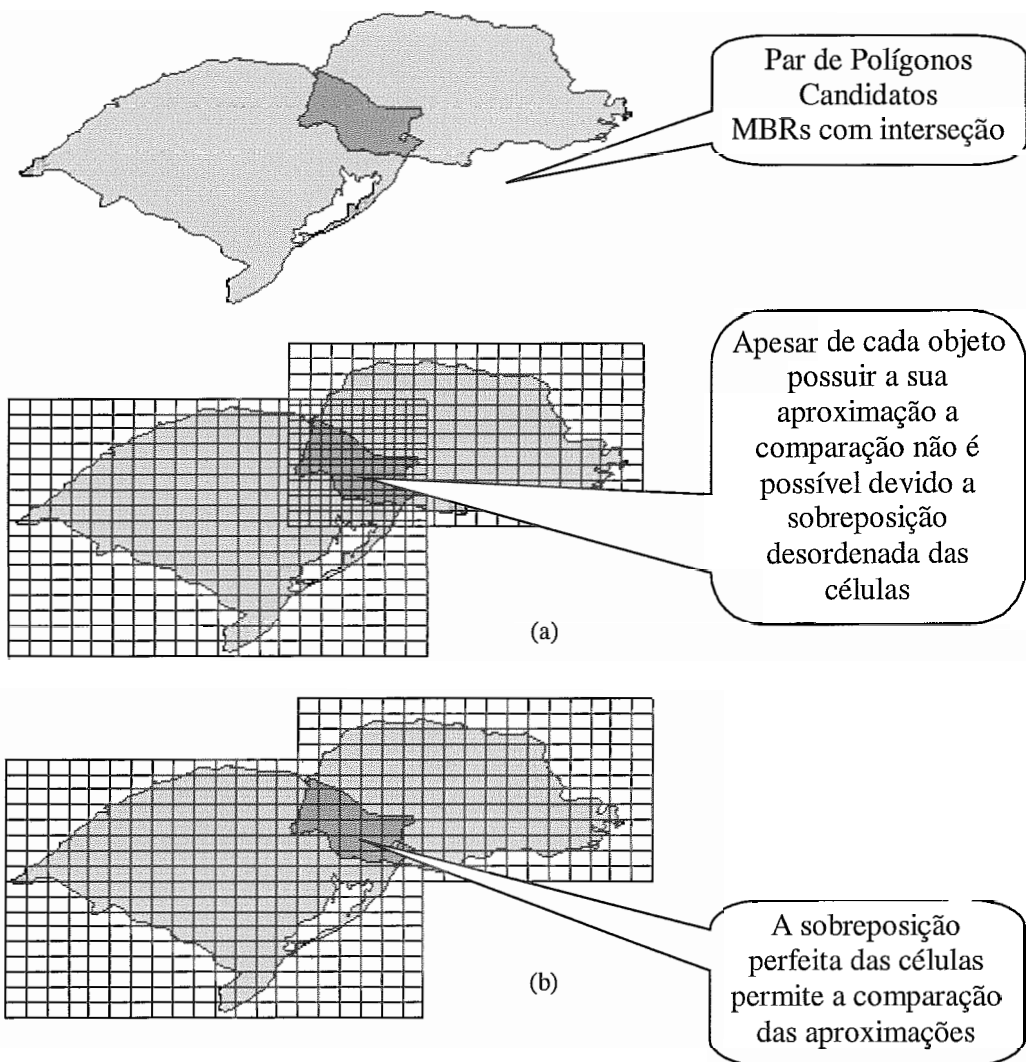 Par de Polígonos
Candidatos
MBRs com interseção
Apesar de cada objeto
possuir a sua
aproximação a
comparação não é
possível devido a
sobreposição
desordenada das
células
(a)
A sobreposição
perfeita das células
permite a comparação
das aproximações
(b)